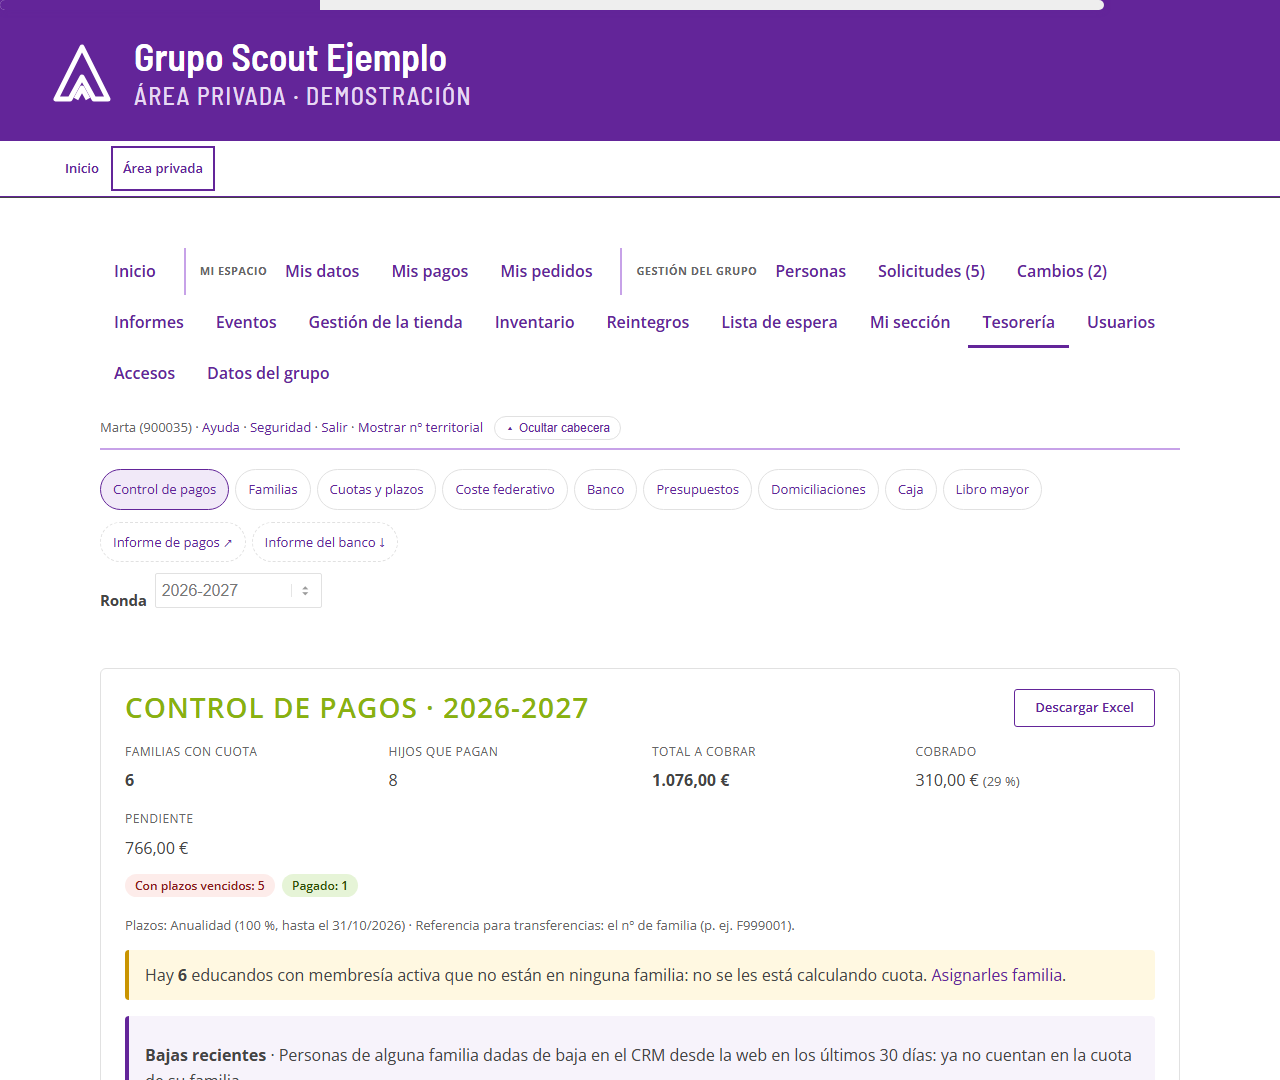 Grupo Scout Ejemplo
ÁREA PRIVADA · DEMOSTRACIÓN
Inicio Área privada
Inicio MI ESPACIO Mis datos Mis pagos Mis pedidos GESTIÓN DEL GRUPO Personas Solicitudes (5) Cambios (2)
Informes Eventos Gestión de la tienda Inventario Reintegros Lista de espera Mi sección Tesorería Usuarios
Accesos Datos del grupo
Marta (900035) · Ayuda · Seguridad · Salir · Mostrar nº territorial ▲ Ocultar cabecera
Control de pagos Familias Cuotas y plazos Coste federativo Banco Presupuestos Domiciliaciones Caja Libro mayor
Informe de pagos ↗ Informe del banco ↓
Ronda 2026-2027
CONTROL DE PAGOS · 2026-2027 Descargar Excel
FAMILIAS CON CUOTA HIJOS QUE PAGAN TOTAL A COBRAR COBRADO
6 8 1.076,00 € 310,00 € (29 %)
PENDIENTE
766,00 €
Con plazos vencidos: 5 Pagado: 1
Plazos: Anualidad (100 %, hasta el 31/10/2026) · Referencia para transferencias: el nº de familia (p. ej. F999001).
Hay 6 educandos con membresía activa que no están en ninguna familia: no se les está calculando cuota. Asignarles familia.
Bajas recientes · Personas de alguna familia dadas de baja en el CRM desde la web en los últimos 30 días: ya no cuentan en la cuota
de su familia.